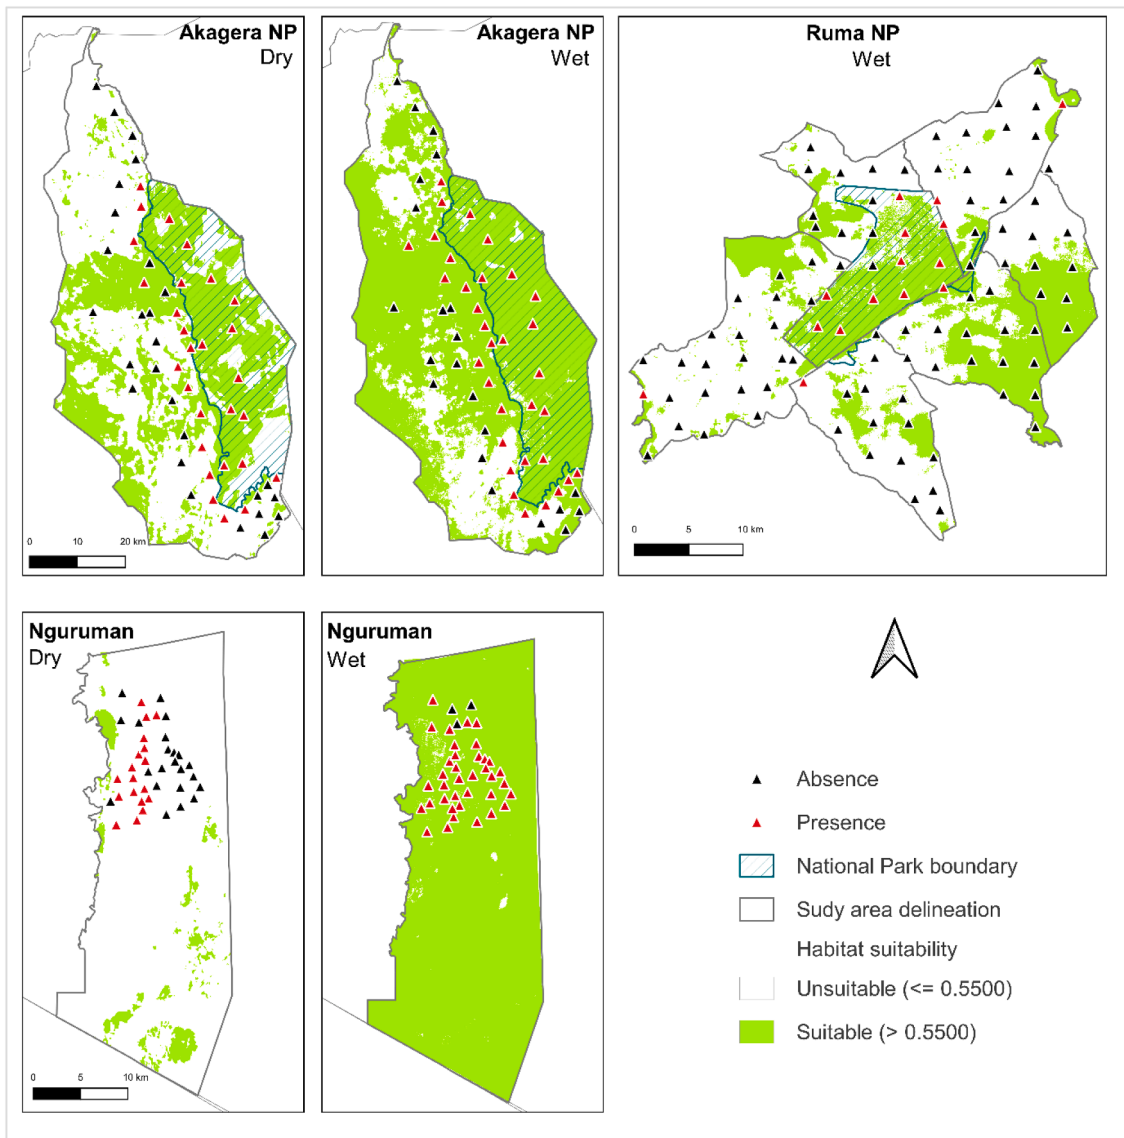 Akagera NP
Dry
Akagera NP
Wet
Ruma NP
Wet
0 10 20 km
0 5 10 km
Nguruman
Dry
Nguruman
Wet
0 5 10 km
Absence
Presence
National Park boundary
Sudy area delineation
Habitat suitability
Unsuitable (<= 0.5500)
Suitable (> 0.5500)